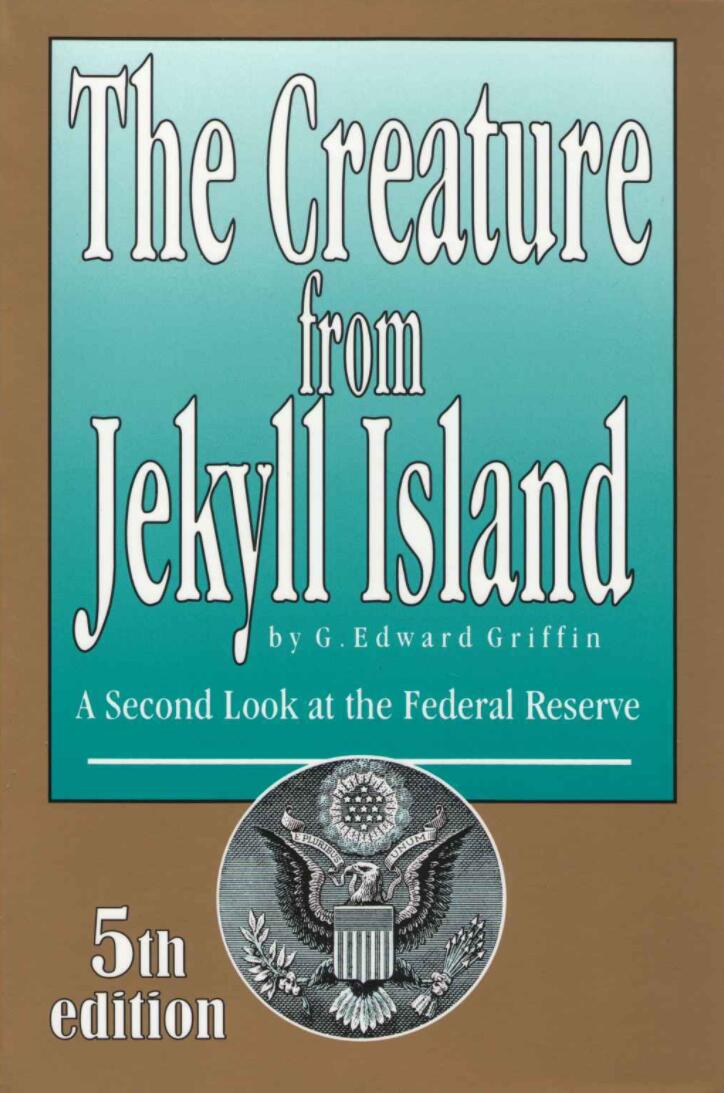 The Creature
from
Jekyll Island
by G. Edward Griffin
A Second Look at the Federal Reserve
E PLURIBUS UNUM
5th
edition